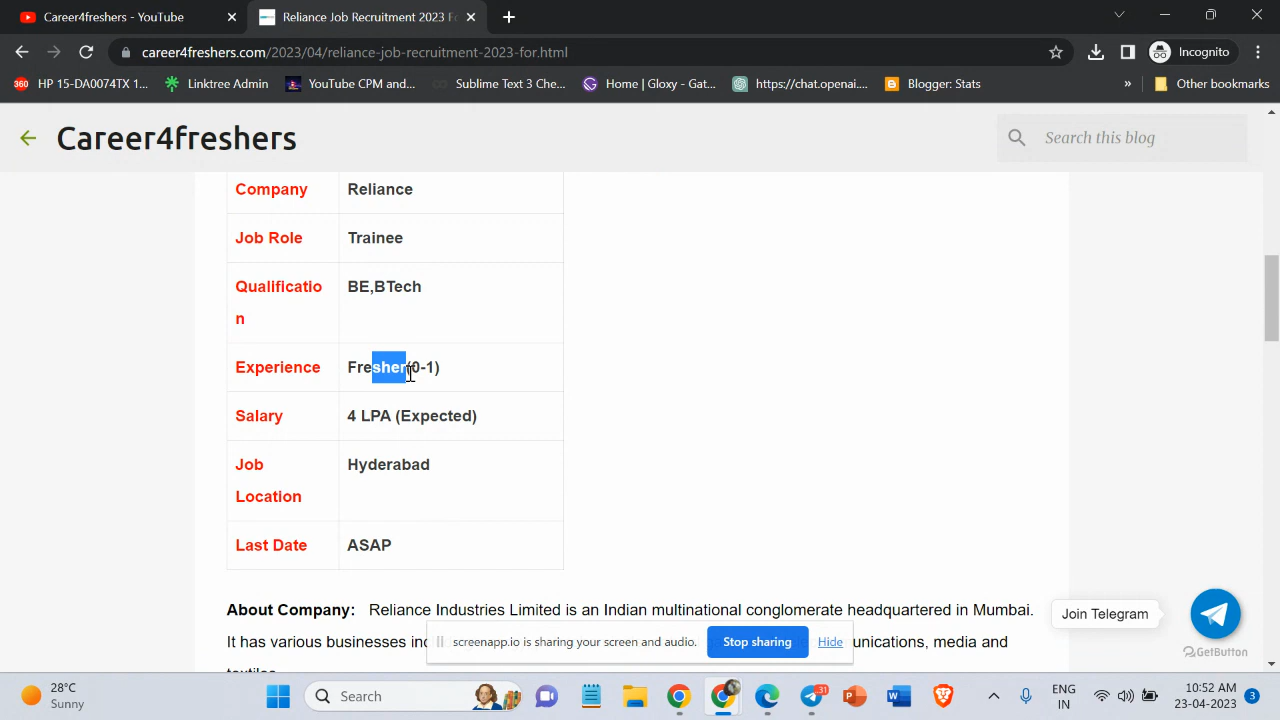 Career4freshers - YouTube
Reliance Job Recruitment 2023 Fo
career4freshers.com/2023/04/reliance-job-recruitment-2023-for.html
Incognito
360
HP 15-DA0074TX 1...
Linktree Admin
YouTube CPM and...
Sublime Text 3 Che...
Home | Gloxy - Gat...
https://chat.openai....
Blogger: Stats
»
Other bookmarks
Career4freshers
Search this blog
Company
Reliance
Job Role
Trainee
Qualificatio
n
BE,BTech
Experience
Fresher(0-1)
Salary
4 LPA (Expected)
Job
Location
Hyderabad
Last Date
ASAP
About Company: Reliance Industries Limited is an Indian multinational conglomerate headquartered in Mumbai.
It has various businesses inc
unications, media and
textiles
screenapp.io is sharing your screen and audio.
Stop sharing
Hide
Join Telegram
GetButton
28°C
Sunny
Search
31
ENG
IN
10:52 AM
23-04-2023
3